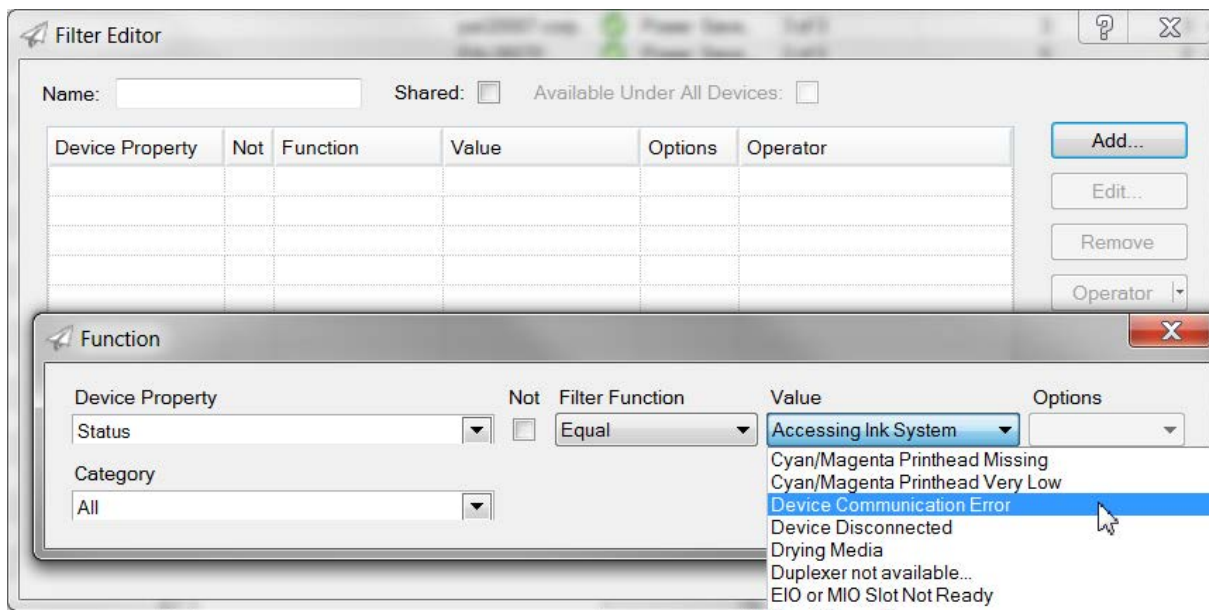 Filter Editor
Name: Shared: Available Under All Devices:
Device Property Not Function Value Options Operator
Add...
Edit...
Remove
Operator
Function
Device Property Not Filter Function Value Options
Status Equal Accessing Ink System
Category
All
Cyan/Magenta Printhead Missing
Cyan/Magenta Printhead Very Low
Device Communication Error
Device Disconnected
Drying Media
Duplexer not available...
EIO or MIO Slot Not Ready